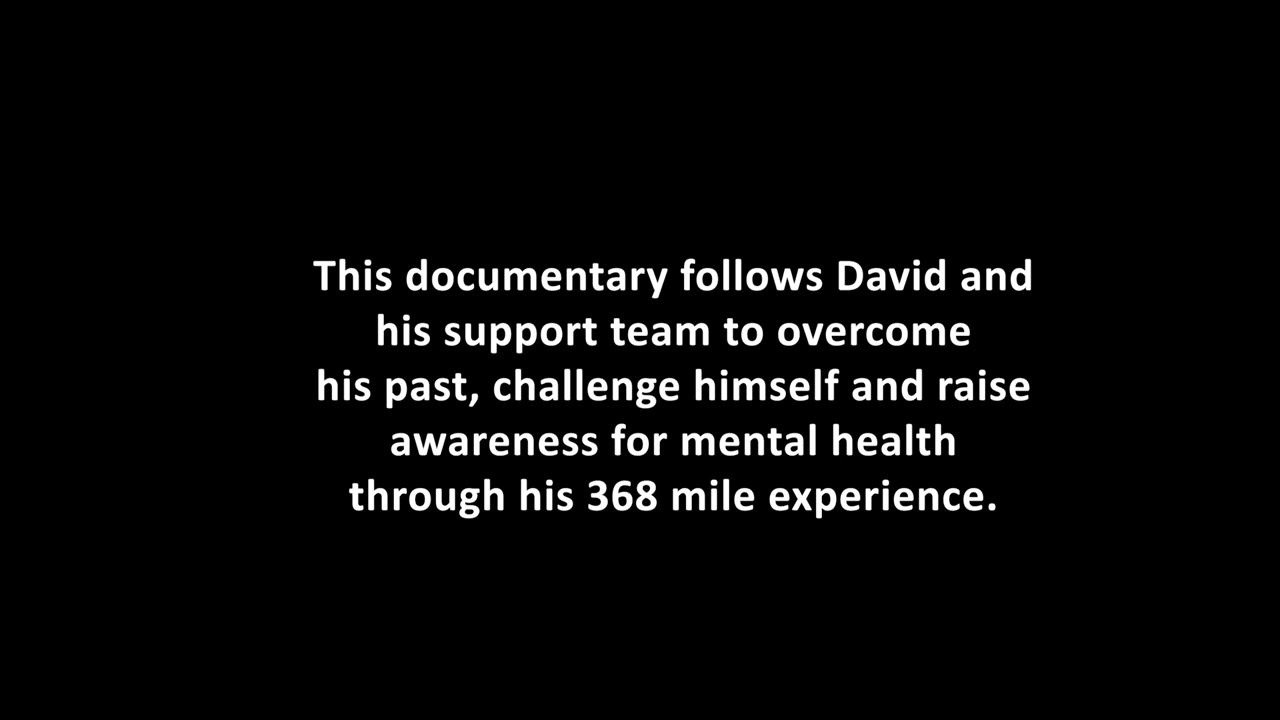 This documentary follows David and
his support team to overcome
his past, challenge himself and raise
awareness for mental health
through his 368 mile experience.